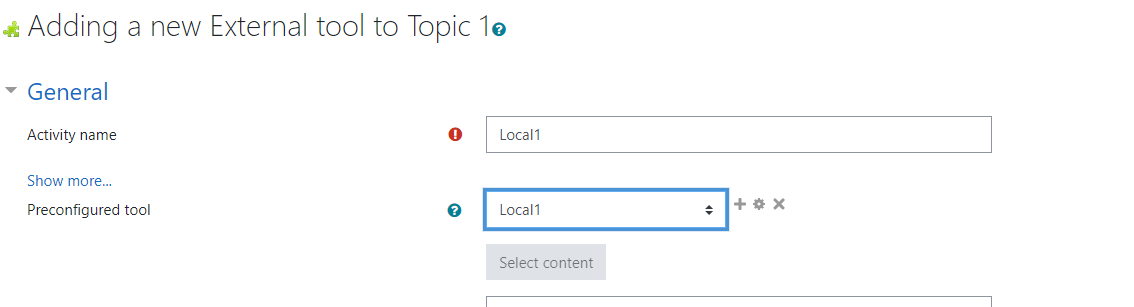 Adding a new External tool to Topic 1
General
Activity name
Local1
Show more...
Preconfigured tool
Local1
Select content